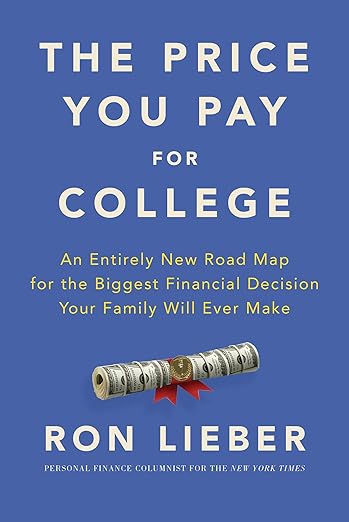 THE PRICE
YOU PAY
FOR
COLLEGE
An Entirely New Road Map
for the Biggest Financial Decision
Your Family Will Ever Make
RON LIEBER
PERSONAL FINANCE COLUMNIST FOR THE NEW YORK TIMES